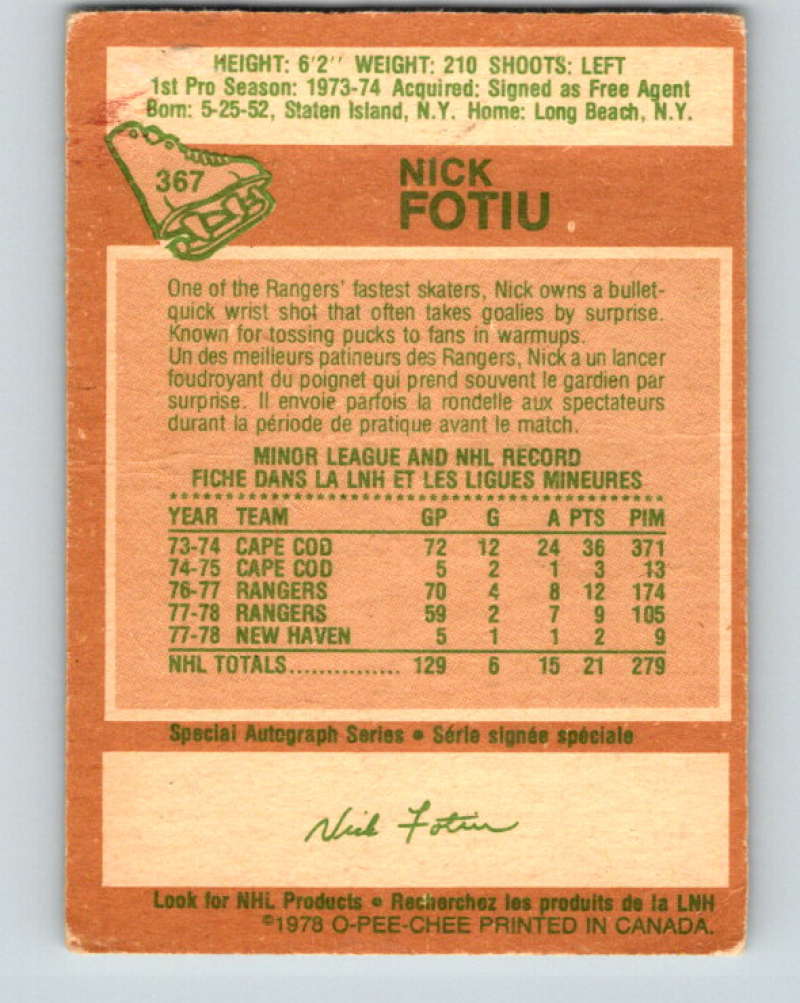 HEIGHT: 6'2'' WEIGHT: 210 SHOOTS: LEFT
1st Pro Season: 1973-74 Acquired: Signed as Free Agent
Born: 5-25-52, Staten Island, N.Y. Home: Long Beach, N.Y.
367
NICK
FOTIU
One of the Rangers' fastest skaters, Nick owns a bullet-
quick wrist shot that often takes goalies by surprise.
Known for tossing pucks to fans in warmups.
Un des meilleurs patineurs des Rangers, Nick a un lancer
foudroyant du poignet qui prend souvent le gardien par
surprise. Il envoie parfois la rondelle aux spectateurs
durant la période de pratique avant le match.
MINOR LEAGUE AND NHL RECORD
FICHE DANS LA LNH ET LES LIGUES MINEURES
YEAR TEAM GP G A PTS PIM
73-74 CAPE COD 72 12 24 36 371
74-75 CAPE COD 5 2 1 3 13
76-77 RANGERS 70 4 8 12 174
77-78 RANGERS 59 2 7 9 105
77-78 NEW HAVEN 5 1 1 2 9
NHL TOTALS............... 129 6 15 21 279
Special Autograph Series • Série signée spéciale
Nick Fotiu
Look for NHL Products • Recherchez les produits de la LNH
©1978 O-PEE-CHEE PRINTED IN CANADA.